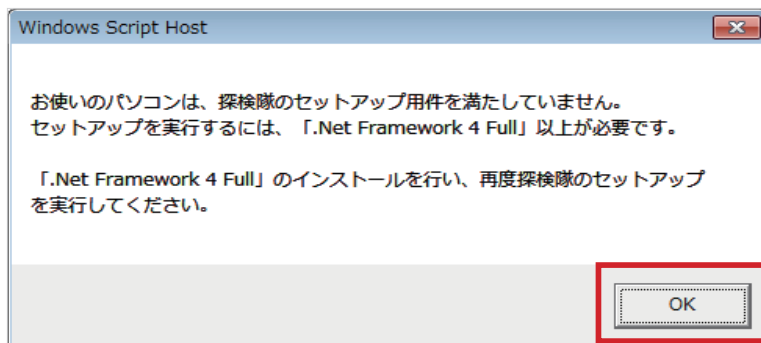 Windows Script Host
お使いのパソコンは、探検隊のセットアップ用件を満たしていません。
セットアップを実行するには、「.Net Framework 4 Full」以上が必要です。
「.Net Framework 4 Full」のインストールを行い、再度探検隊のセットアップ
を実行してください。
OK